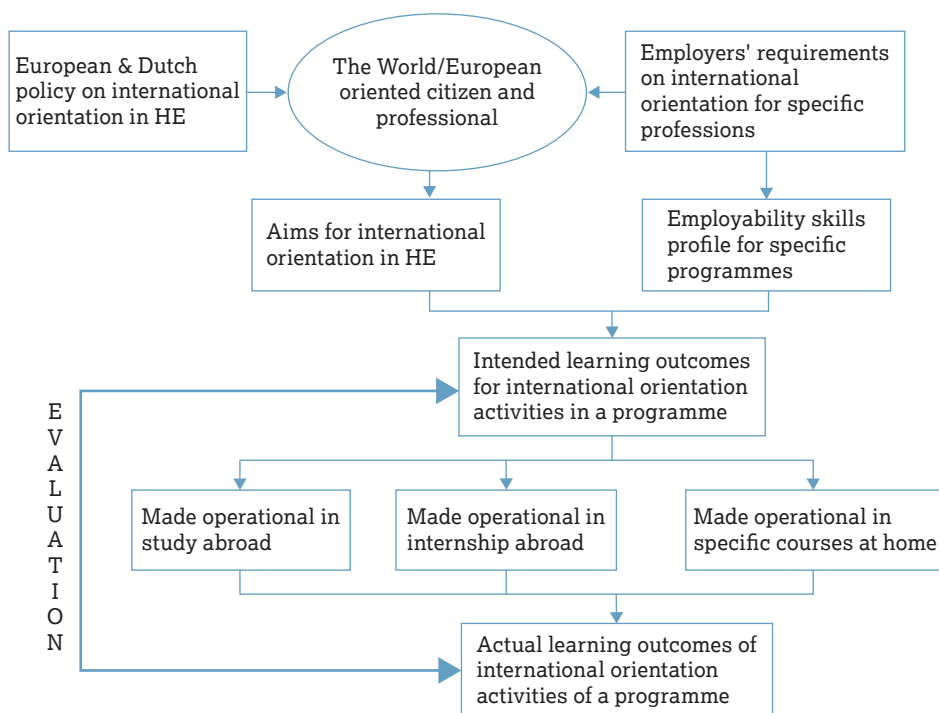 European & Dutch
policy on international
orientation in HE
The World/European
oriented citizen and
professional
Employers' requirements
on international
orientation for specific
professions
Aims for international
orientation in HE
Employability skills
profile for specific
programmes
Intended learning outcomes
for international orientation
activities in a programme
E
V
A
L
U
A
T
I
O
N
Made operational in
study abroad
Made operational in
internship abroad
Made operational in
specific courses at home
Actual learning outcomes of
international orientation
activities of a programme